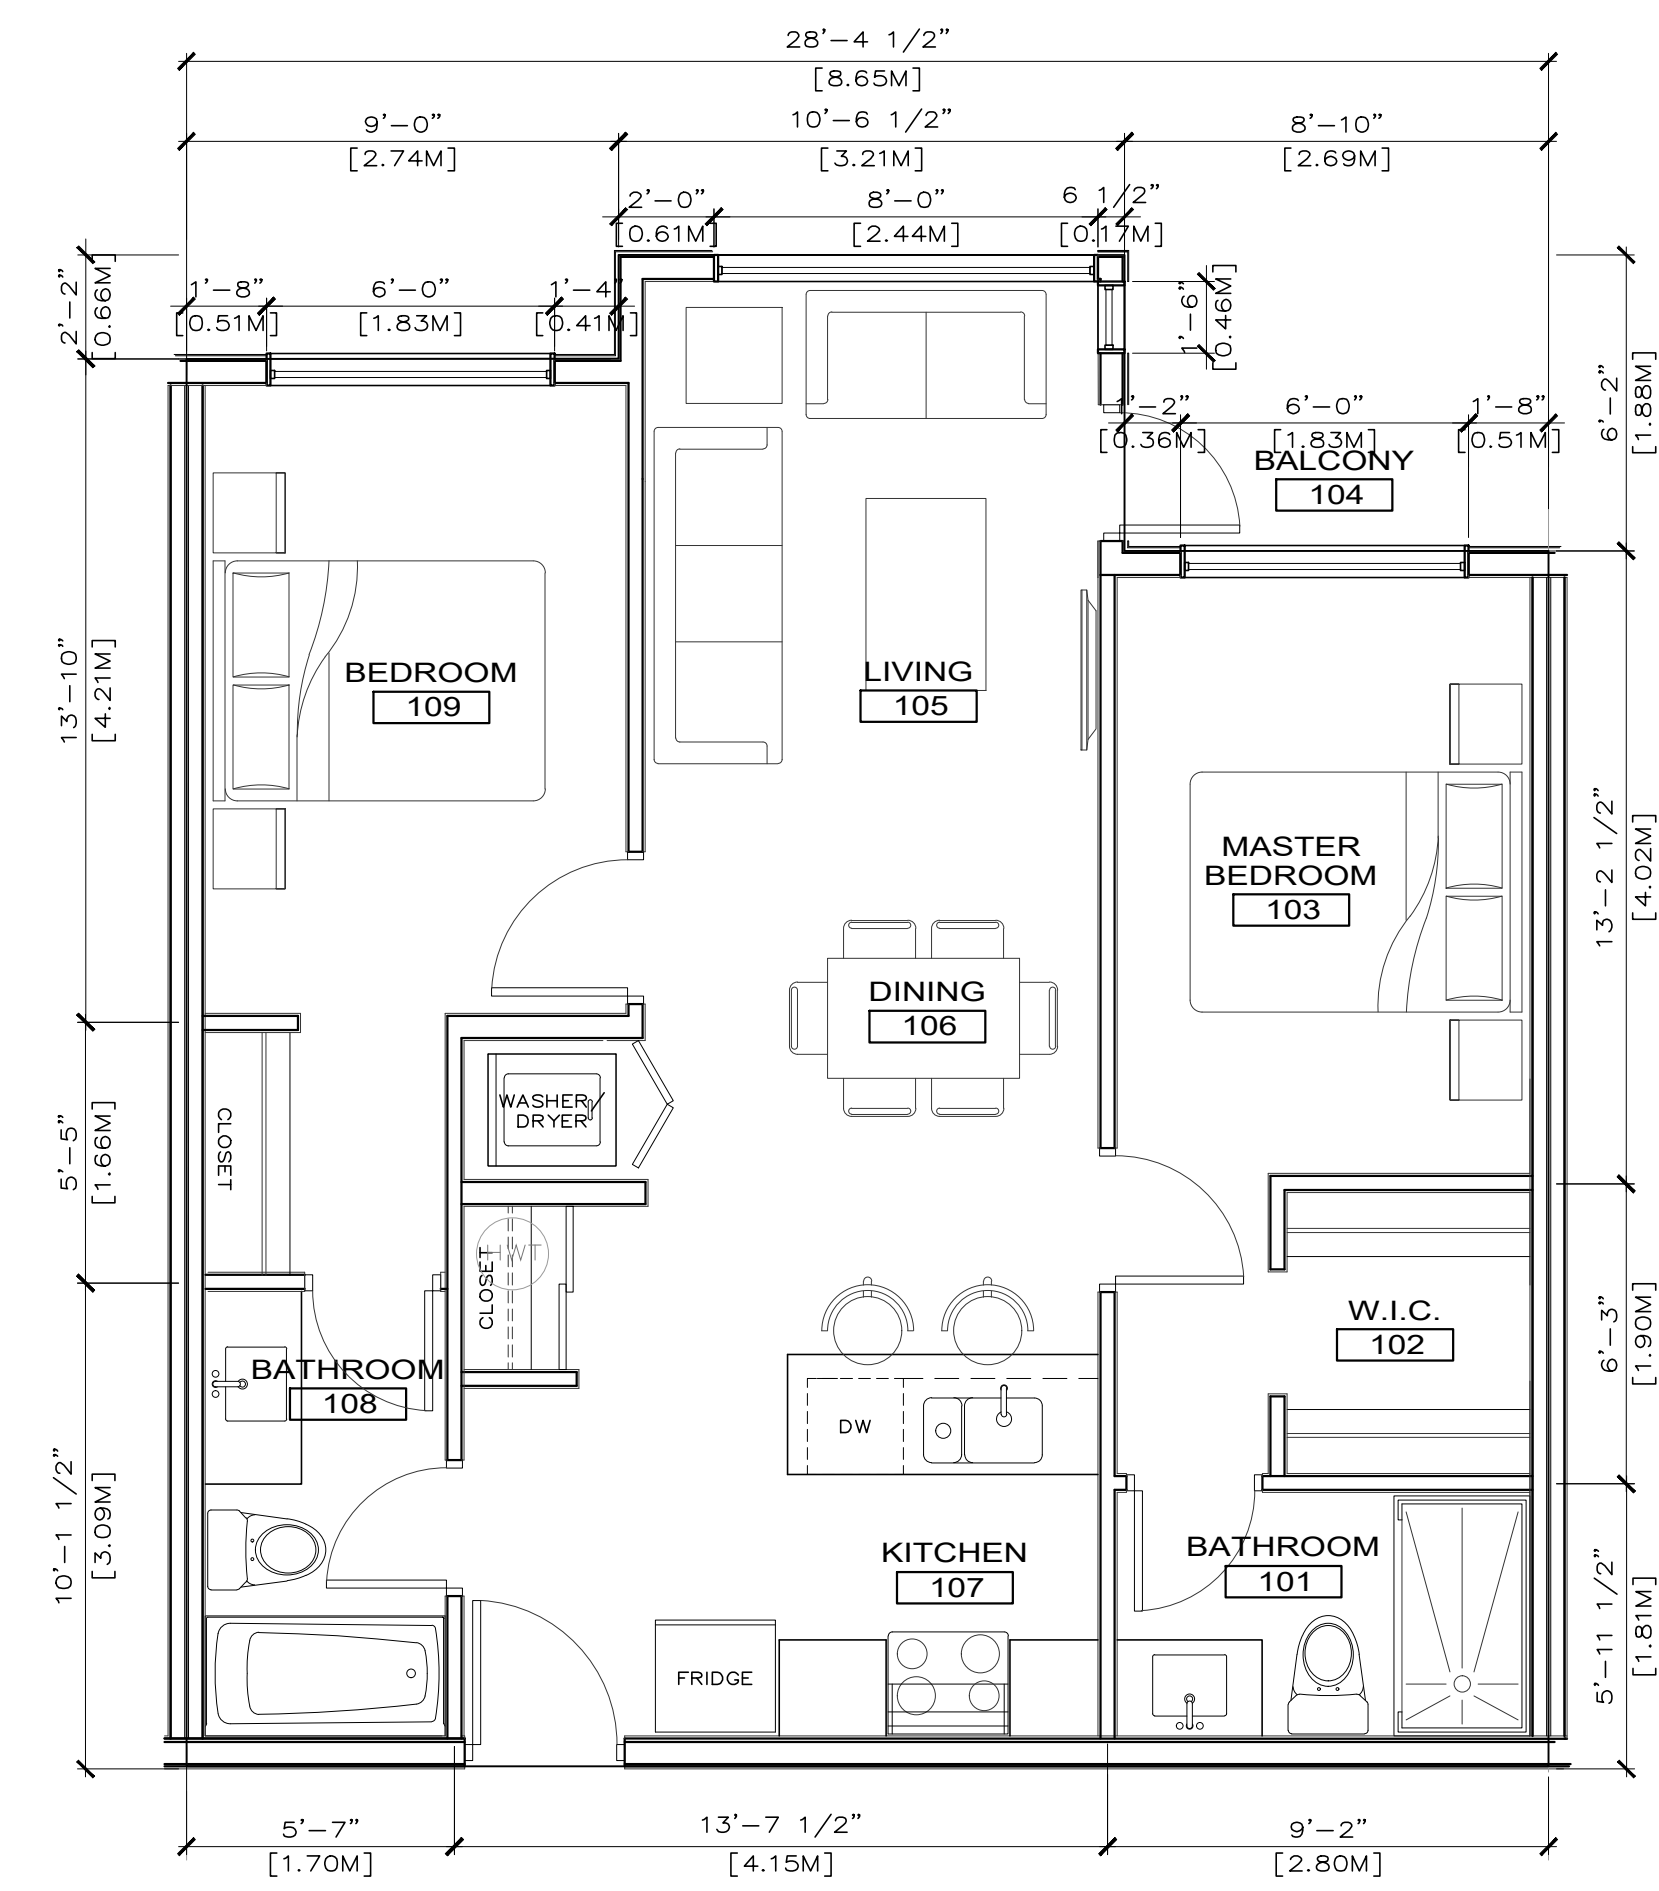 28'-4 1/2"
[8.65M]
9'-0"
[2.74M]
10'-6 1/2"
[3.21M]
8'-10"
[2.69M]
2'-0"
[0.61M]
8'-0"
[2.44M]
6 1/2"
[0.17M]
2'-2"
[0.66M]
1'-8"
[0.51M]
6'-0"
[1.83M]
1'-4"
[0.41M]
1'-6"
[0.46M]
6'-2"
[1.88M]
1'-2"
[0.36M]
6'-0"
[1.83M]
1'-8"
[0.51M]
BALCONY
104
13'-10"
[4.21M]
BEDROOM
109
LIVING
105
MASTER
BEDROOM
103
13'-2 1/2"
[4.02M]
DINING
106
5'-5"
[1.66M]
CLOSET
WASHER
DRYER
HWT
CLOSET
W.I.C.
102
6'-3"
[1.90M]
BATHROOM
108
DW
10'-1 1/2"
[3.09M]
KITCHEN
107
BATHROOM
101
5'-11 1/2"
[1.81M]
FRIDGE
5'-7"
[1.70M]
13'-7 1/2"
[4.15M]
9'-2"
[2.80M]